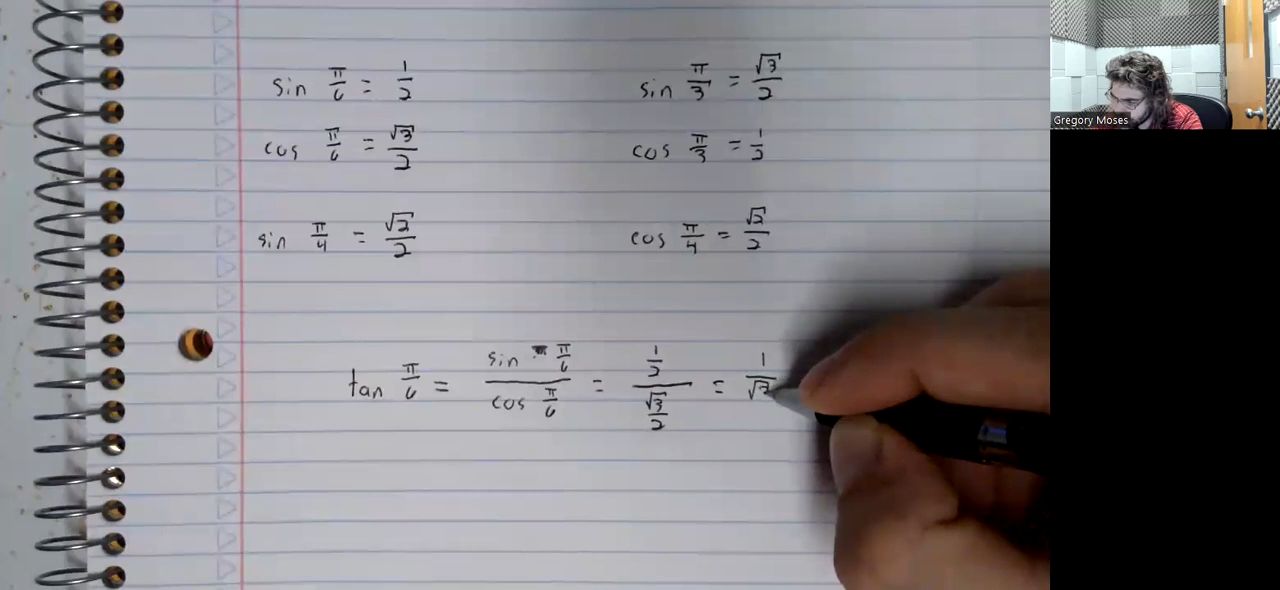 sin π/6 = 1/2
sin π/3 = √3/2
cos π/6 = √3/2
cos π/3 = 1/2
sin π/4 = √2/2
cos π/4 = √2/2
tan π/6 = (sin π/6)/(cos π/6) = (1/2)/(√3/2) = 1/√3
Gregory Moses